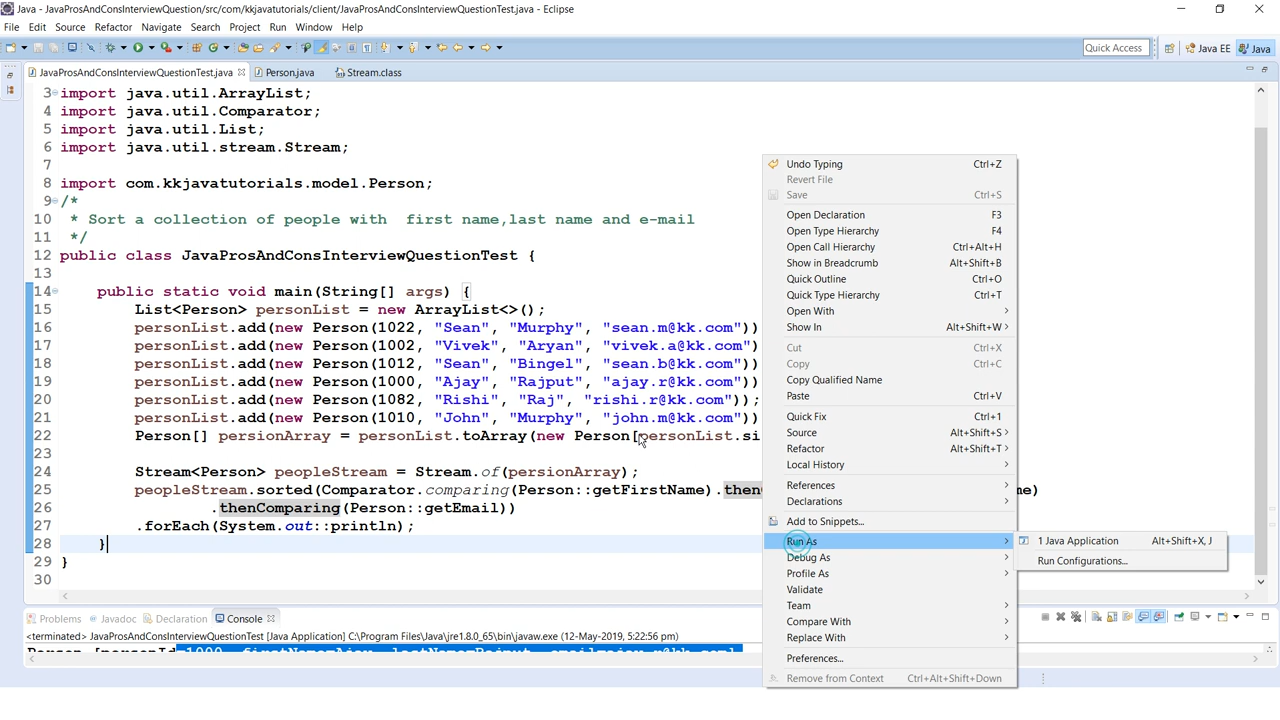 Java - JavaProsAndConsInterviewQuestion/src/com/kkjavatutorials/client/JavaProsAndConsInterviewQuestionTest.java - Eclipse
File Edit Source Refactor Navigate Search Project Run Window Help
Quick Access Java EE Java
JavaProsAndConsInterviewQuestionTest.java Person.java Stream.class
3 import java.util.ArrayList;
4 import java.util.Comparator;
5 import java.util.List;
6 import java.util.stream.Stream;
7
8 import com.kkjavatutorials.model.Person;
9 /*
10 * Sort a collection of people with first name,last name and e-mail
11 */
12 public class JavaProsAndConsInterviewQuestionTest {
13
14 public static void main(String[] args) {
15 List<Person> personList = new ArrayList<>();
16 personList.add(new Person(1022, "Sean", "Murphy", "sean.m@kk.com"))
17 personList.add(new Person(1002, "Vivek", "Aryan", "vivek.a@kk.com")
18 personList.add(new Person(1012, "Sean", "Bingel", "sean.b@kk.com"))
19 personList.add(new Person(1000, "Ajay", "Rajput", "ajay.r@kk.com"))
20 personList.add(new Person(1082, "Rishi", "Raj", "rishi.r@kk.com"));
21 personList.add(new Person(1010, "John", "Murphy", "john.m@kk.com"))
22 Person[] persionArray = personList.toArray(new Person[personList.si
23
24 Stream<Person> peopleStream = Stream.of(persionArray);
25 peopleStream.sorted(Comparator.comparing(Person::getFirstName).then e)
26 .thenComparing(Person::getEmail))
27 .forEach(System.out::println);
28 }
29 }
30
Undo Typing Ctrl+Z
Revert File
Save Ctrl+S
Open Declaration F3
Open Type Hierarchy F4
Open Call Hierarchy Ctrl+Alt+H
Show in Breadcrumb Alt+Shift+B
Quick Outline Ctrl+O
Quick Type Hierarchy Ctrl+T
Open With
Show In Alt+Shift+W
Cut Ctrl+X
Copy Ctrl+C
Copy Qualified Name
Paste Ctrl+V
Quick Fix Ctrl+1
Source Alt+Shift+S
Refactor Alt+Shift+T
Local History
References
Declarations
Add to Snippets...
Run As
Debug As
Profile As
Validate
Team
Compare With
Replace With
Preferences...
Remove from Context Ctrl+Alt+Shift+Down
1 Java Application Alt+Shift+X, J
Run Configurations...
Problems Javadoc Declaration Console
<terminated> JavaProsAndConsInterviewQuestionTest [Java Application] C:\Program Files\Java\jre1.8.0_65\bin\javaw.exe (12-May-2019, 5:22:56 pm)
Person [personId=1000, firstName=Ajay, lastName=Rajput, email=ajay.r@kk.com]